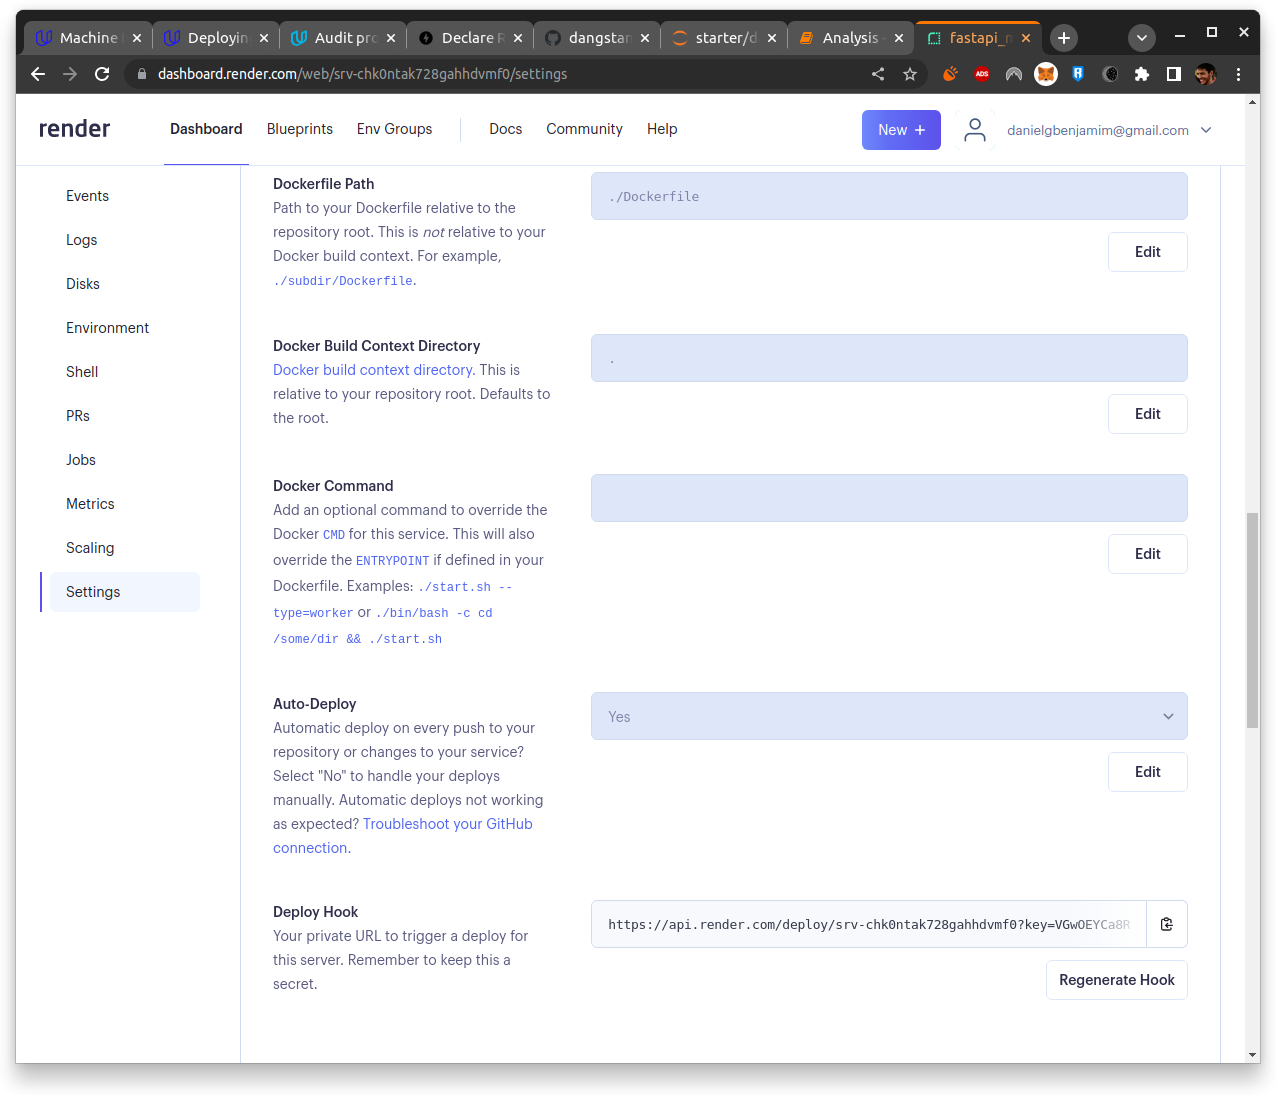 Machine
Deployin
Audit pro
Declare R
dangstar
starter/d
Analysis
fastapi_m
dashboard.render.com/web/srv-chk0ntak728gahhdvmf0/settings
ADS
render
Dashboard
Blueprints
Env Groups
Docs
Community
Help
New +
danielgbenjamim@gmail.com
Events
Logs
Disks
Environment
Shell
PRs
Jobs
Metrics
Scaling
Settings
Dockerfile Path
Path to your Dockerfile relative to the
repository root. This is not relative to your
Docker build context. For example,
./subdir/Dockerfile.
./Dockerfile
Edit
Docker Build Context Directory
Docker build context directory. This is
relative to your repository root. Defaults to
the root.
.
Edit
Docker Command
Add an optional command to override the
Docker CMD for this service. This will also
override the ENTRYPOINT if defined in your
Dockerfile. Examples: ./start.sh --
type=worker or ./bin/bash -c cd
/some/dir && ./start.sh
Edit
Auto-Deploy
Automatic deploy on every push to your
repository or changes to your service?
Select "No" to handle your deploys
manually. Automatic deploys not working
as expected? Troubleshoot your GitHub
connection.
Yes
Edit
Deploy Hook
Your private URL to trigger a deploy for
this server. Remember to keep this a
secret.
https://api.render.com/deploy/srv-chk0ntak728gahhdvmf0?key=VGwOEYCa8R
Regenerate Hook